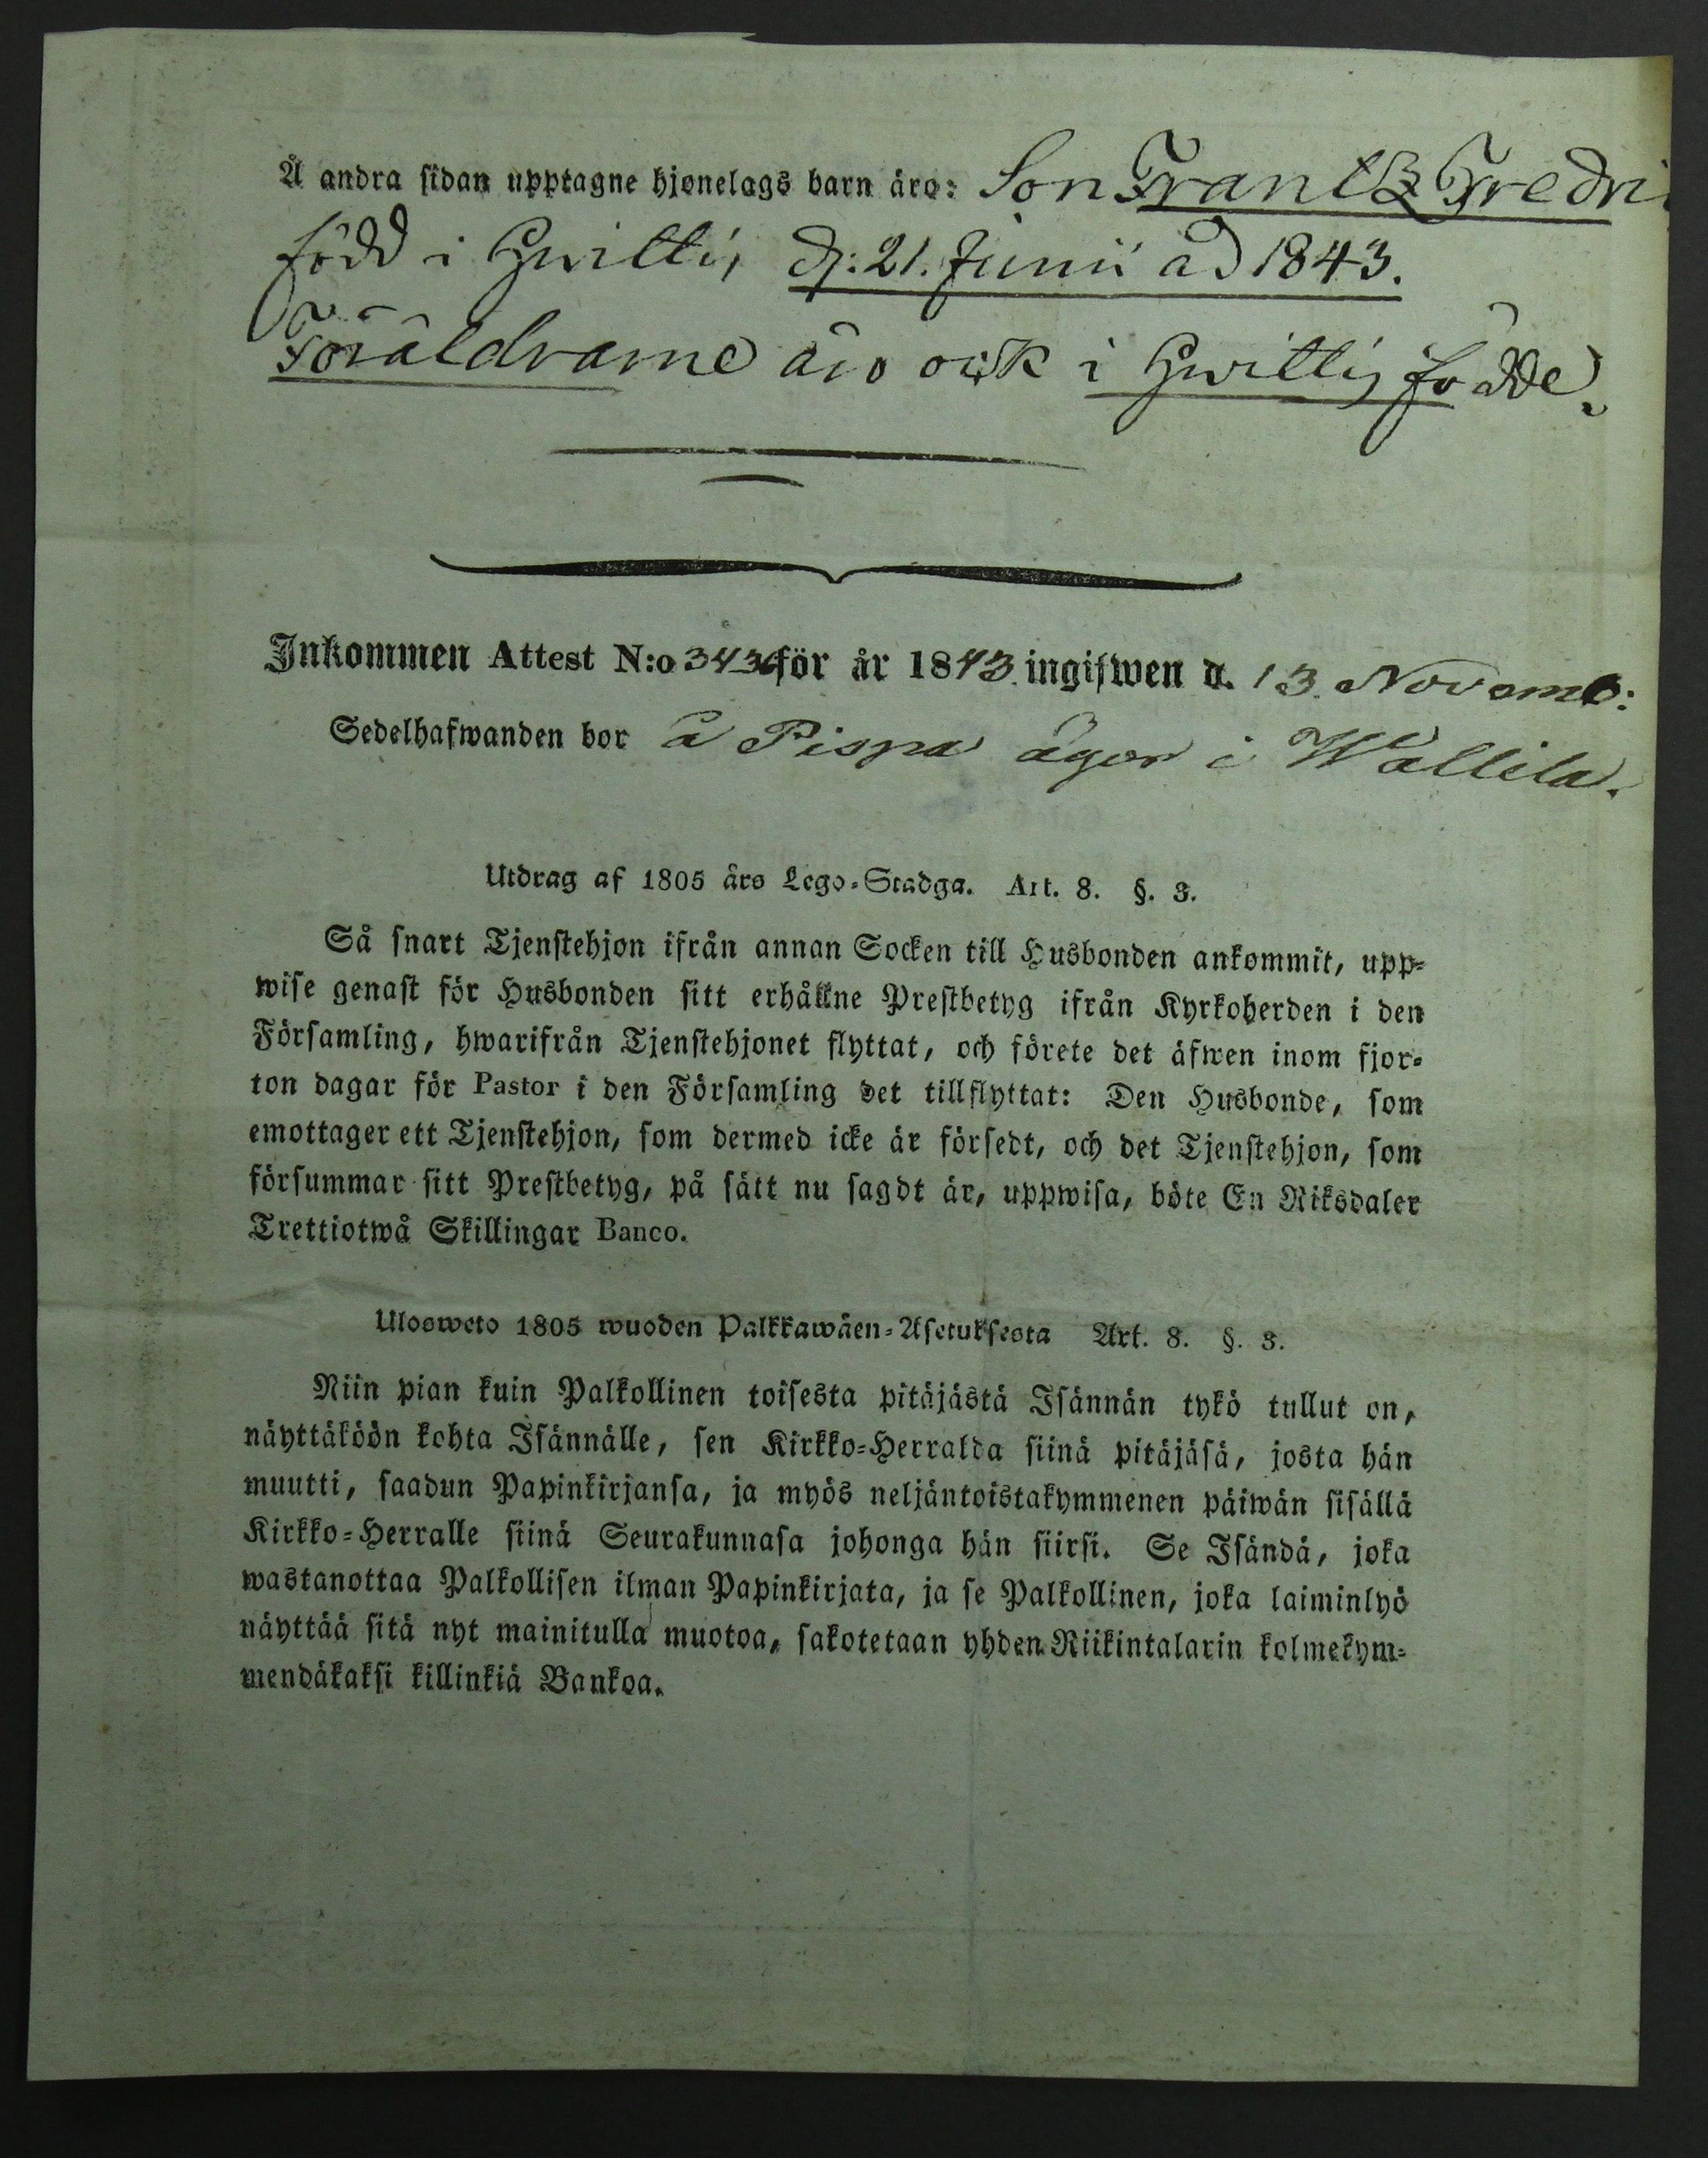 Å andra sidan upptagne hjonelags barn äro: Son Frantz Fredri
född i Hvittis, d: 21. Junii åd 1843.
Föräldrarne äro ock i Hvittis födde.
Inkommen Attest N:o 343 för år 1843 ingifwen d. 13. Novemb:
Sedelhafwanden bor å Pispa ägor i Wallila.
Utdrag af 1805 års Lego-Stadga. Art. 8. §. 3.
Så snart Tjenstehjon ifrån annan Socken till Husbonden ankommit, upp-
wise genast för Husbonden sitt erhållne Prestbetyg ifrån Kyrkoherden i den
Församling, hwarifrån Tjenstehjonet flyttat, och förete det äfwen inom fjor-
ton dagar för Pastor i den Församling det tillflyttat: Den Husbonde, som
emottager ett Tjenstehjon, som dermed icke är försedt, och det Tjenstehjon, som
försummar sitt Prestbetyg, på sätt nu sagdt är, uppwisa, böte En Riksdaler
Trettiotwå Skillingar Banco.
Ulosweto 1805 wuoden Palkkawäen-Asetuksesta Art. 8. §. 3.
Niin pian kuin Palkollinen toisesta pitäjästä Isännän tykö tullut on,
näyttäköön kohta Isännälle, sen Kirkko-Herralda siinä pitäjäsä, josta hän
muutti, saadun Papinkirjansa, ja myös neljäntoistakymmenen päiwän sisällä
Kirkko-Herralle siinä Seurakunnasa johonga hän siirsi. Se Isändä, joka
wastanottaa Palkollisen ilman Papinkirjata, ja se Palkollinen, joka laiminlyö
näyttää sitä nyt mainitulla muotoa, sakotetaan yhden Riikintalarin kolmekym-
mendäkaksi killinkiä Bankoa.